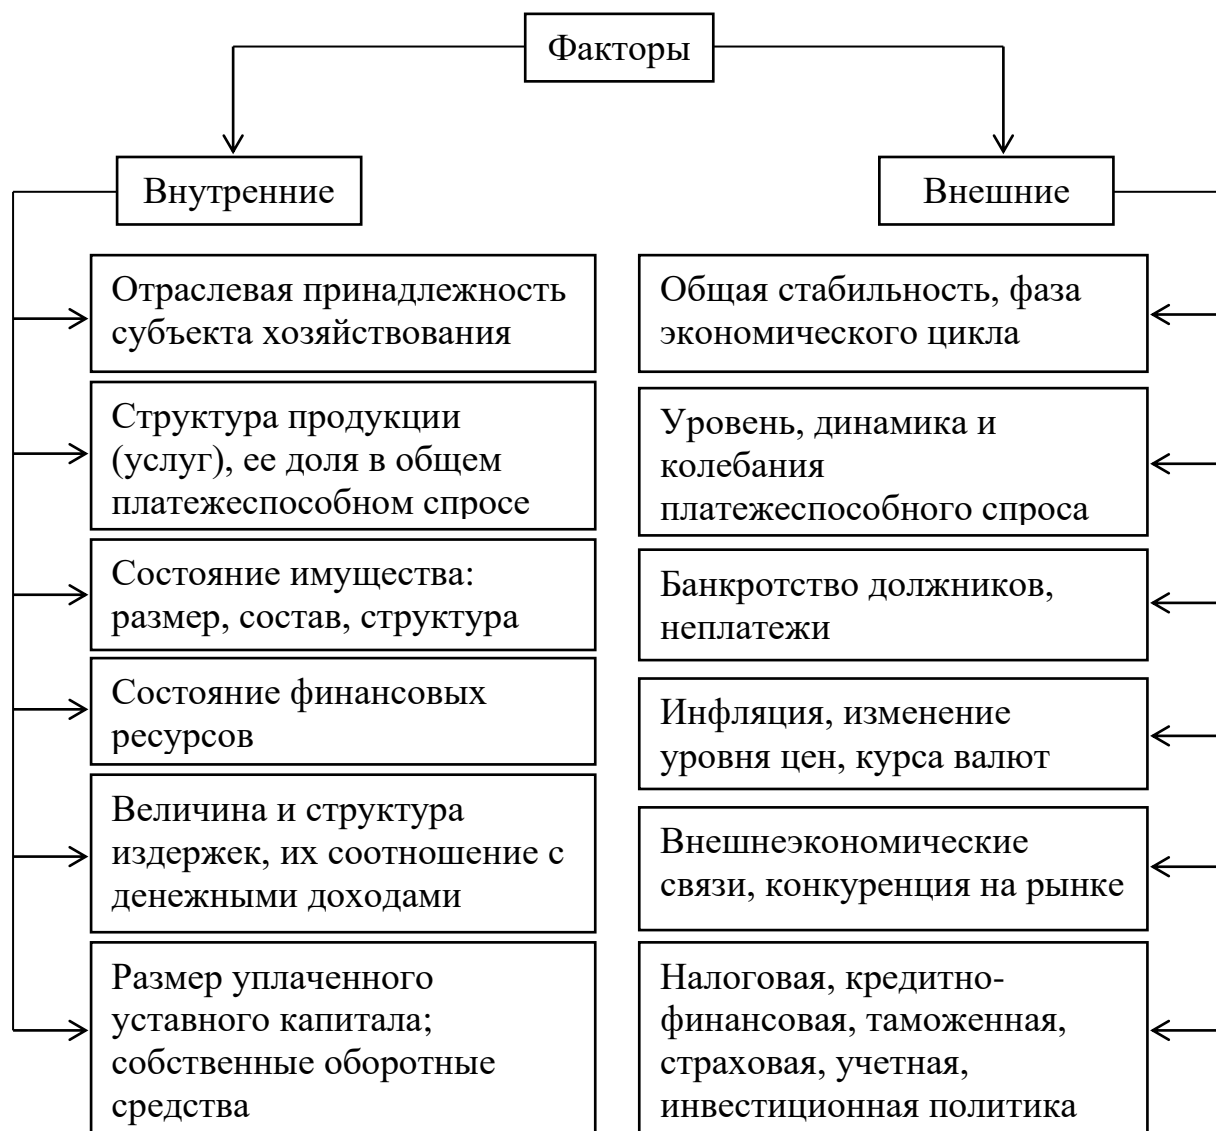 Факторы
Внутренние
Внешние
Отраслевая принадлежность
субъекта хозяйствования
Структура продукции
(услуг), ее доля в общем
платежеспособном спросе
Состояние имущества:
размер, состав, структура
Состояние финансовых
ресурсов
Величина и структура
издержек, их соотношение с
денежными доходами
Размер уплаченного
уставного капитала;
собственные оборотные
средства
Общая стабильность, фаза
экономического цикла
Уровень, динамика и
колебания
платежеспособного спроса
Банкротство должников,
неплатежи
Инфляция, изменение
уровня цен, курса валют
Внешнеэкономические
связи, конкуренция на рынке
Налоговая, кредитно-
финансовая, таможенная,
страховая, учетная,
инвестиционная политика